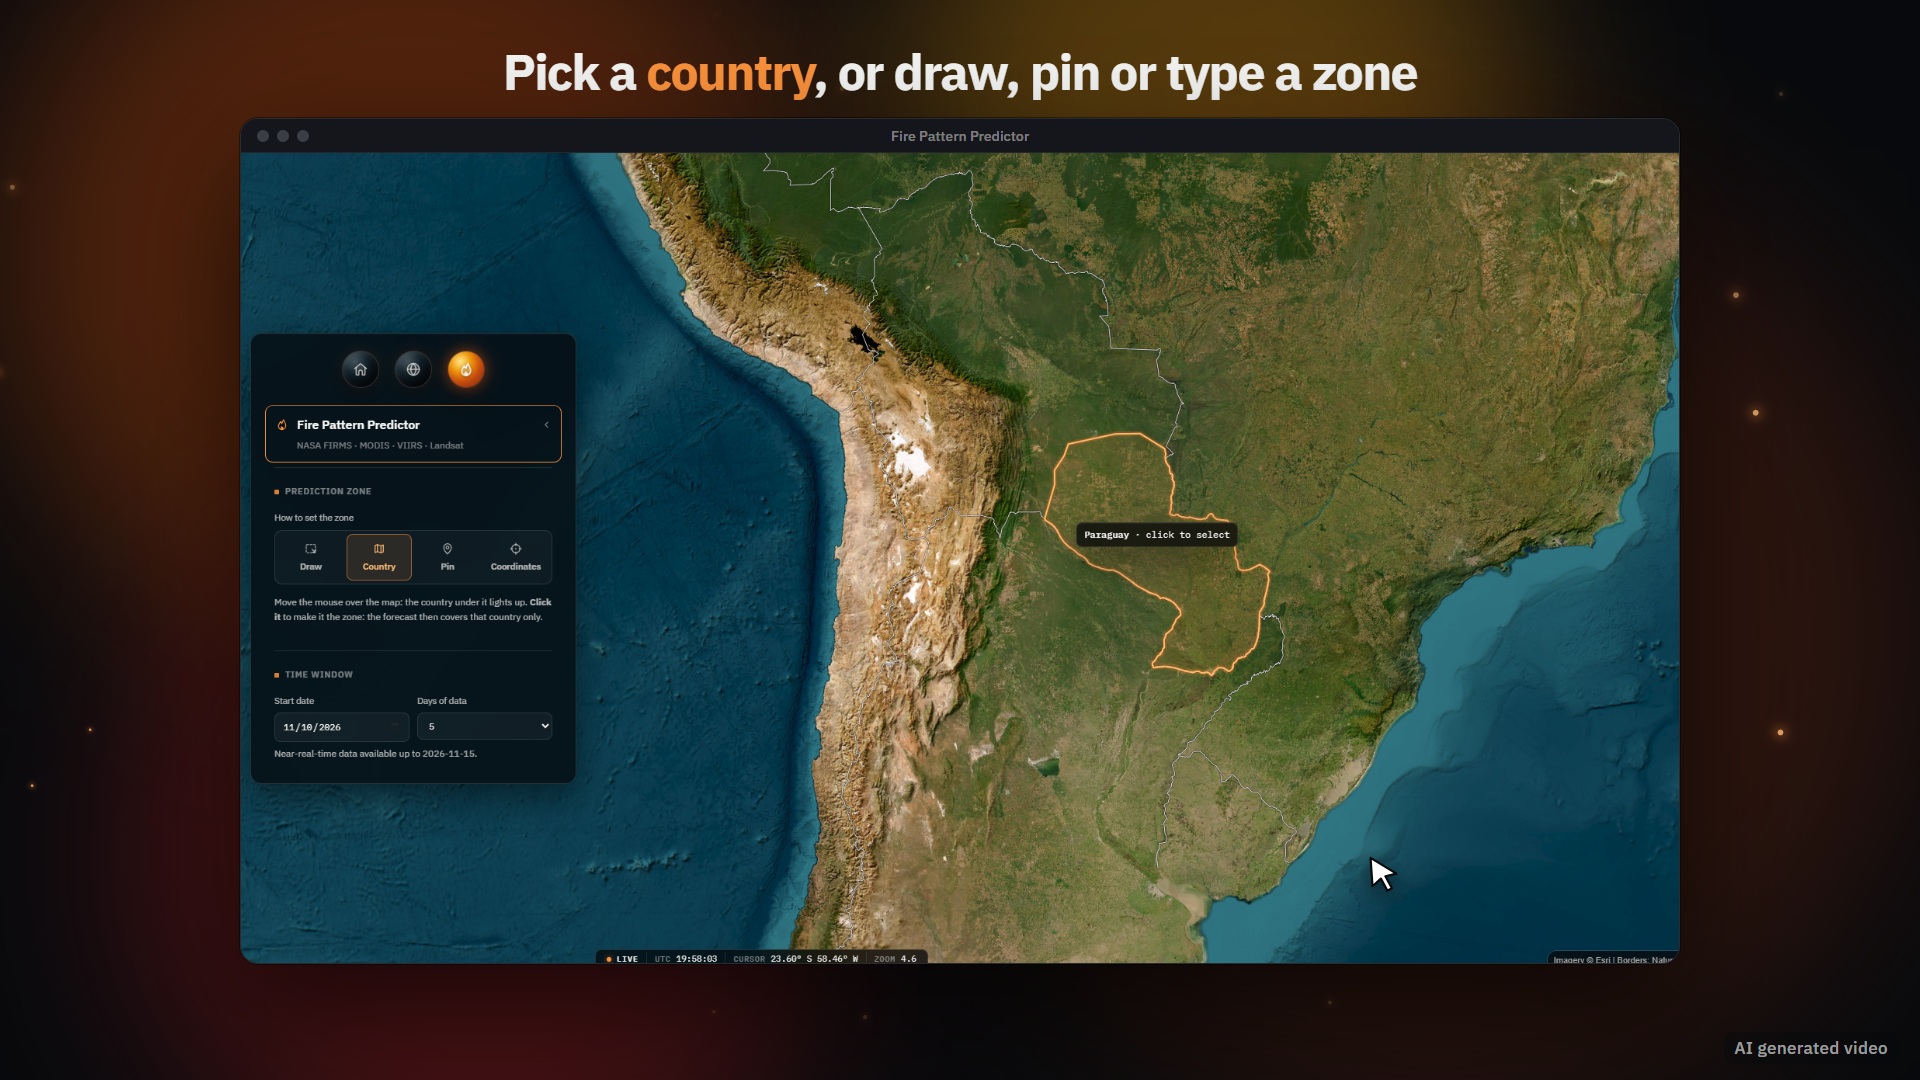 Pick a country, or draw, pin or type a zone
Fire Pattern Predictor
Fire Pattern Predictor
NASA FIRMS · MODIS · VIIRS · Landsat
PREDICTION ZONE
How to set the zone
Draw
Country
Pin
Coordinates
Move the mouse over the map: the country under it lights up. Click
it to make it the zone: the forecast then covers that country only.
TIME WINDOW
Start date
Days of data
11/10/2026
5
Near-real-time data available up to 2026-11-15.
Paraguay · click to select
LIVE UTC 19:58:03 CURSOR 23.60° S 58.46° W ZOOM 4.6
Imagery © Esri | Borders:
AI generated video